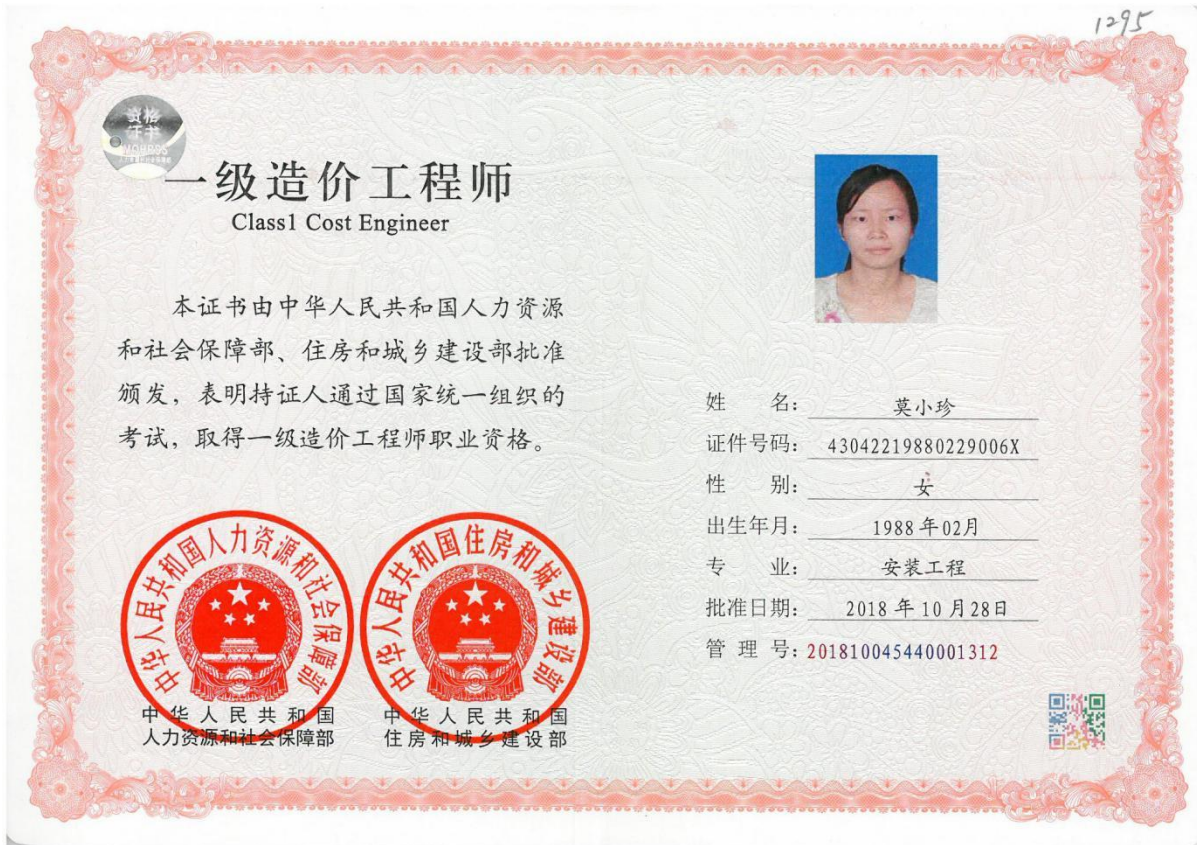 1295
资格
证书
MOHRSS
一级造价工程师
Class1 Cost Engineer
本证书由中华人民共和国人力资源
和社会保障部、住房和城乡建设部批准
颁发，表明持证人通过国家统一组织的
考试，取得一级造价工程师职业资格。
中华人民共和国人力资源和社会保障部
中华人民共和国
人力资源和社会保障部
中华人民共和国住房和城乡建设部
中华人民共和国
住房和城乡建设部
姓 名： 莫小珍
证件号码： 43042219880229006X
性 别： 女
出生年月： 1988年02月
专 业： 安装工程
批准日期： 2018年10月28日
管 理 号：201810045440001312